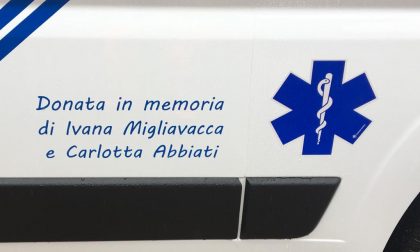 Donata in memoria
di Ivana Migliavacca
e Carlotta Abbiati